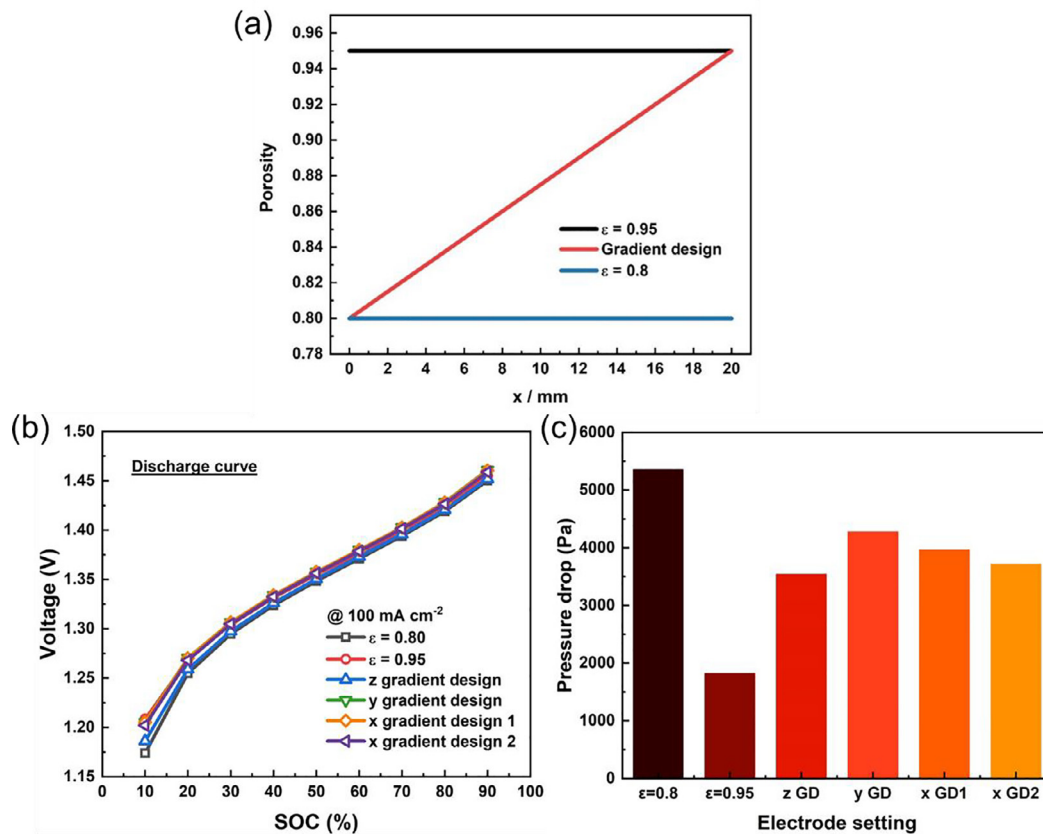 (a)
0.96
0.94
0.92
0.90
0.88
0.86
0.84
0.82
0.80
0.78
Porosity
ε = 0.95
Gradient design
ε = 0.8
0 2 4 6 8 10 12 14 16 18 20
x / mm
(b)
1.50
1.45
1.40
1.35
1.30
1.25
1.20
1.15
Voltage (V)
Discharge curve
@ 100 mA cm⁻²
ε = 0.80
ε = 0.95
z gradient design
y gradient design
x gradient design 1
x gradient design 2
0 10 20 30 40 50 60 70 80 90 100
SOC (%)
(c)
6000
5000
4000
3000
2000
1000
0
Pressure drop (Pa)
ε=0.8 ε=0.95 z GD y GD x GD1 x GD2
Electrode setting